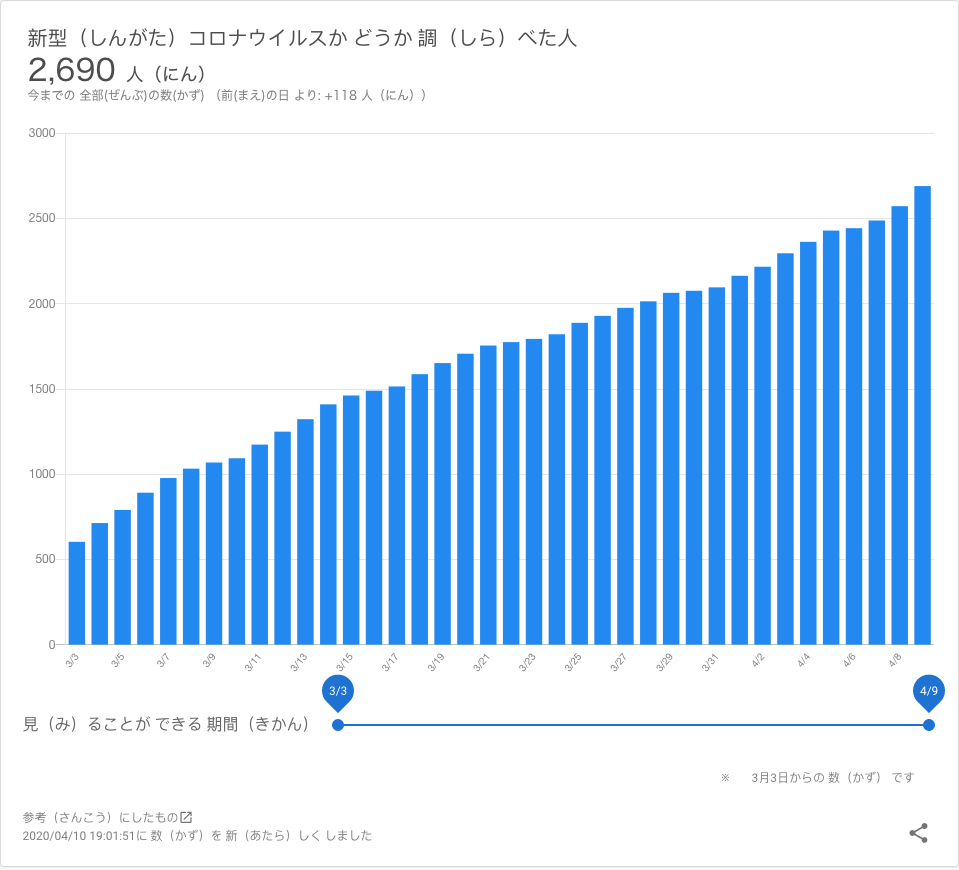 新型（しんがた）コロナウイルスか どうか 調（しら）べた人
2,690 人（にん）
今までの 全部(ぜんぶ)の数(かず) （前(まえ)の日 より: +118 人（にん））
3000
2500
2000
1500
1000
500
0
3/3 3/5 3/7 3/9 3/11 3/13 3/15 3/17 3/19 3/21 3/23 3/25 3/27 3/29 3/31 4/2 4/4 4/6 4/8
3/3 4/9
見（み）ることが できる 期間（きかん）
※ 3月3日からの 数（かず） です
参考（さんこう）にしたもの
2020/04/10 19:01:51に 数（かず）を 新（あたら）しく しました